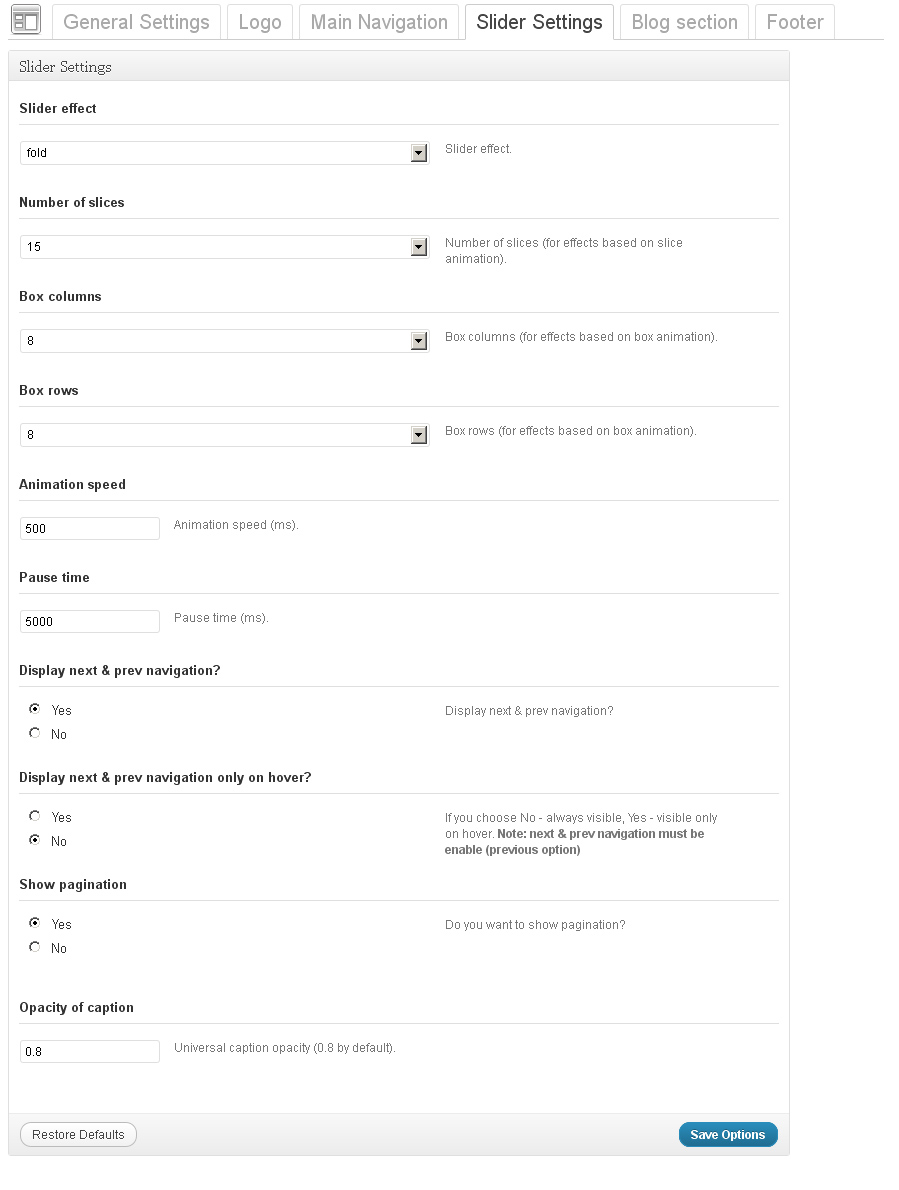 General Settings Logo Main Navigation Slider Settings Blog section Footer
Slider Settings
Slider effect
fold
Slider effect.
Number of slices
15
Number of slices (for effects based on slice
animation).
Box columns
8
Box columns (for effects based on box animation).
Box rows
8
Box rows (for effects based on box animation).
Animation speed
500
Animation speed (ms).
Pause time
5000
Pause time (ms).
Display next & prev navigation?
Yes
Display next & prev navigation?
No
Display next & prev navigation only on hover?
Yes
No
If you choose No - always visible, Yes - visible only
on hover. Note: next & prev navigation must be
enable (previous option)
Show pagination
Yes
Do you want to show pagination?
No
Opacity of caption
0.8
Universal caption opacity (0.8 by default).
Restore Defaults
Save Options